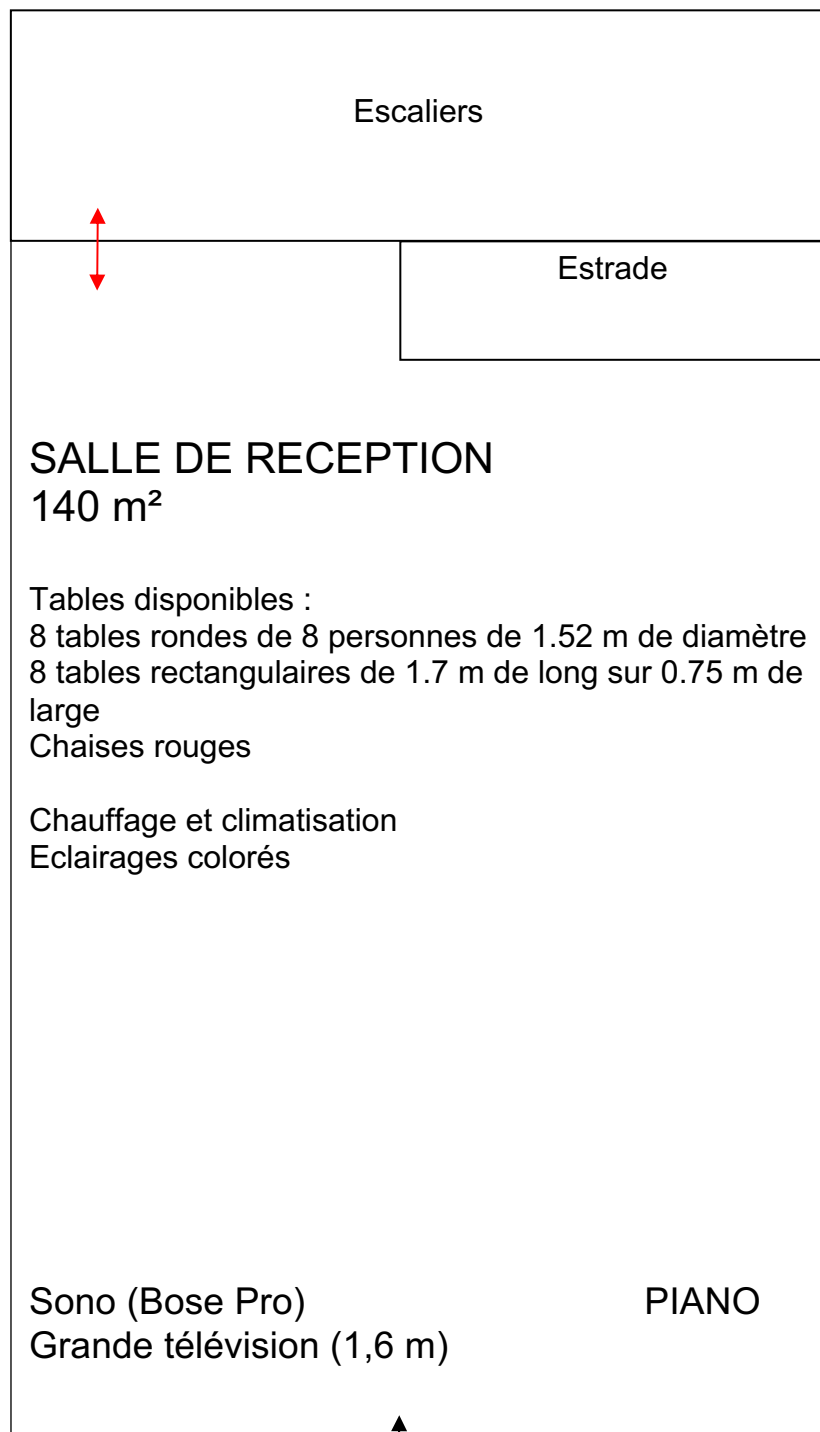 Escaliers
Estrade
SALLE DE RECEPTION
140 m²
Tables disponibles :
8 tables rondes de 8 personnes de 1.52 m de diamètre
8 tables rectangulaires de 1.7 m de long sur 0.75 m de
large
Chaises rouges
Chauffage et climatisation
Eclairages colorés
Sono (Bose Pro) PIANO
Grande télévision (1,6 m)